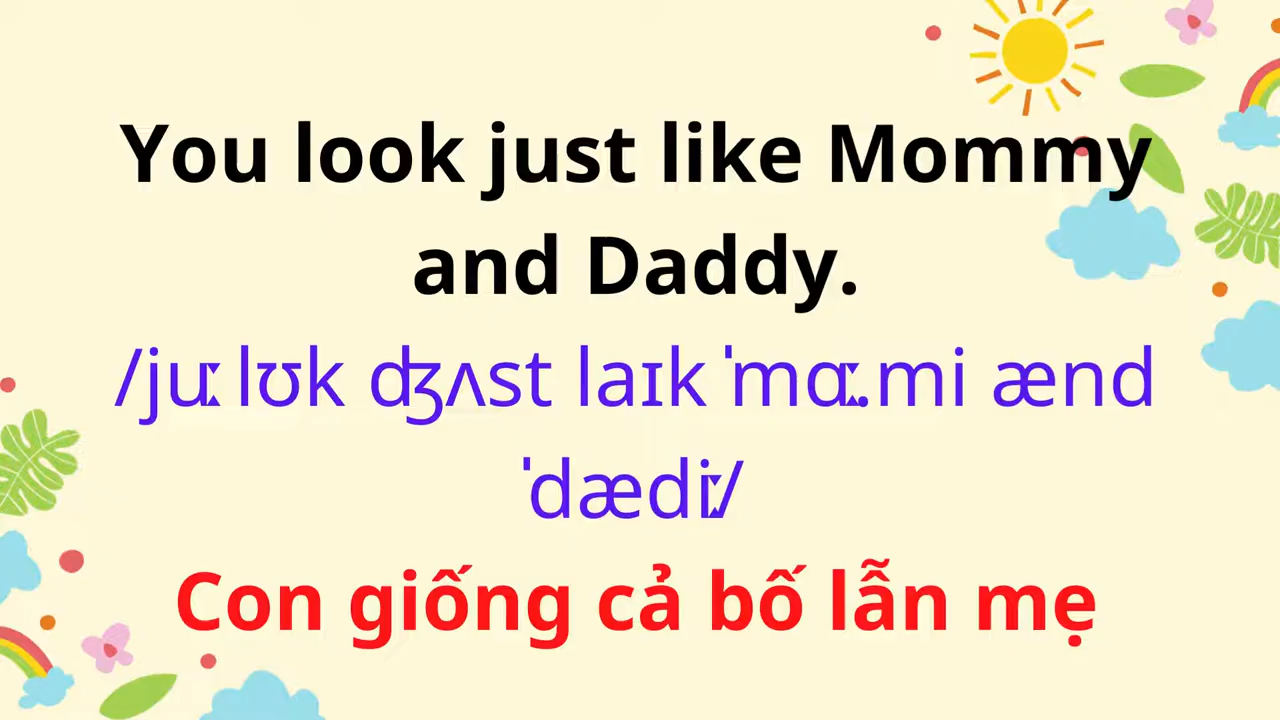 You look just like Mommy
and Daddy.
/juː lʊk ʤʌst laɪk ˈmɑː.mi ænd
ˈdædiː/
Con giống cả bố lẫn mẹ